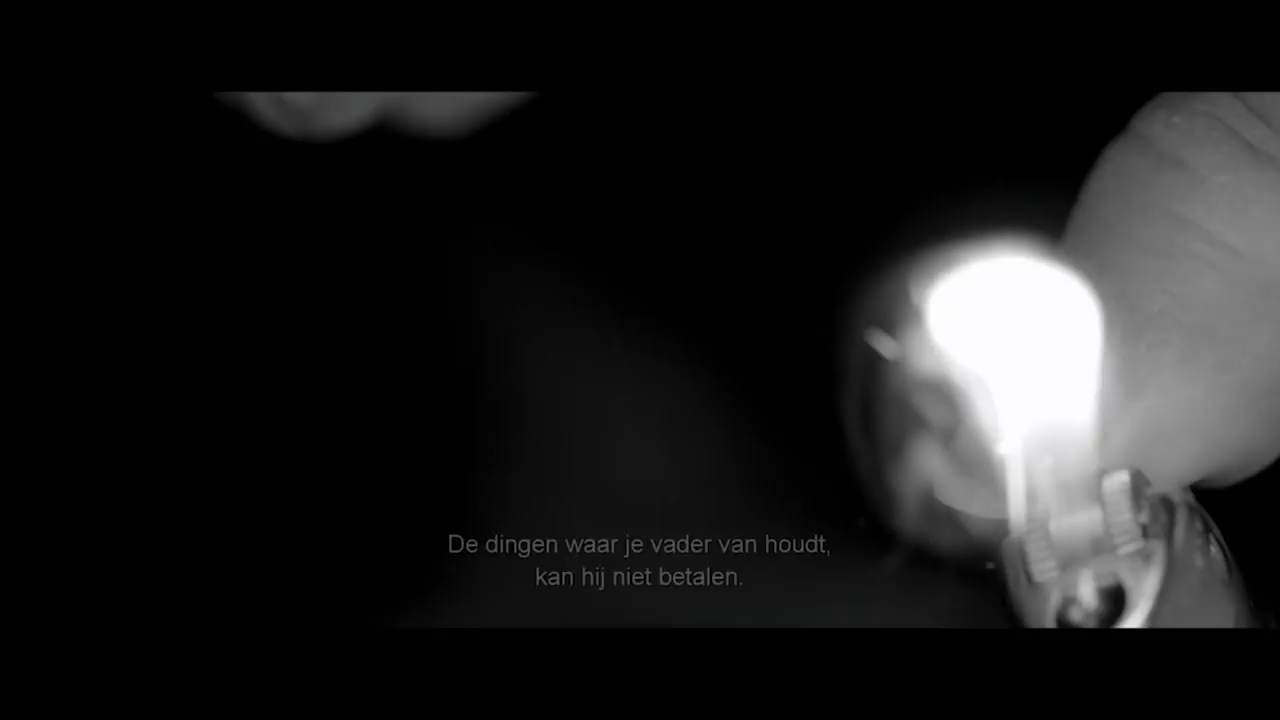 De dingen waar je vader van houdt,
kan hij niet betalen.